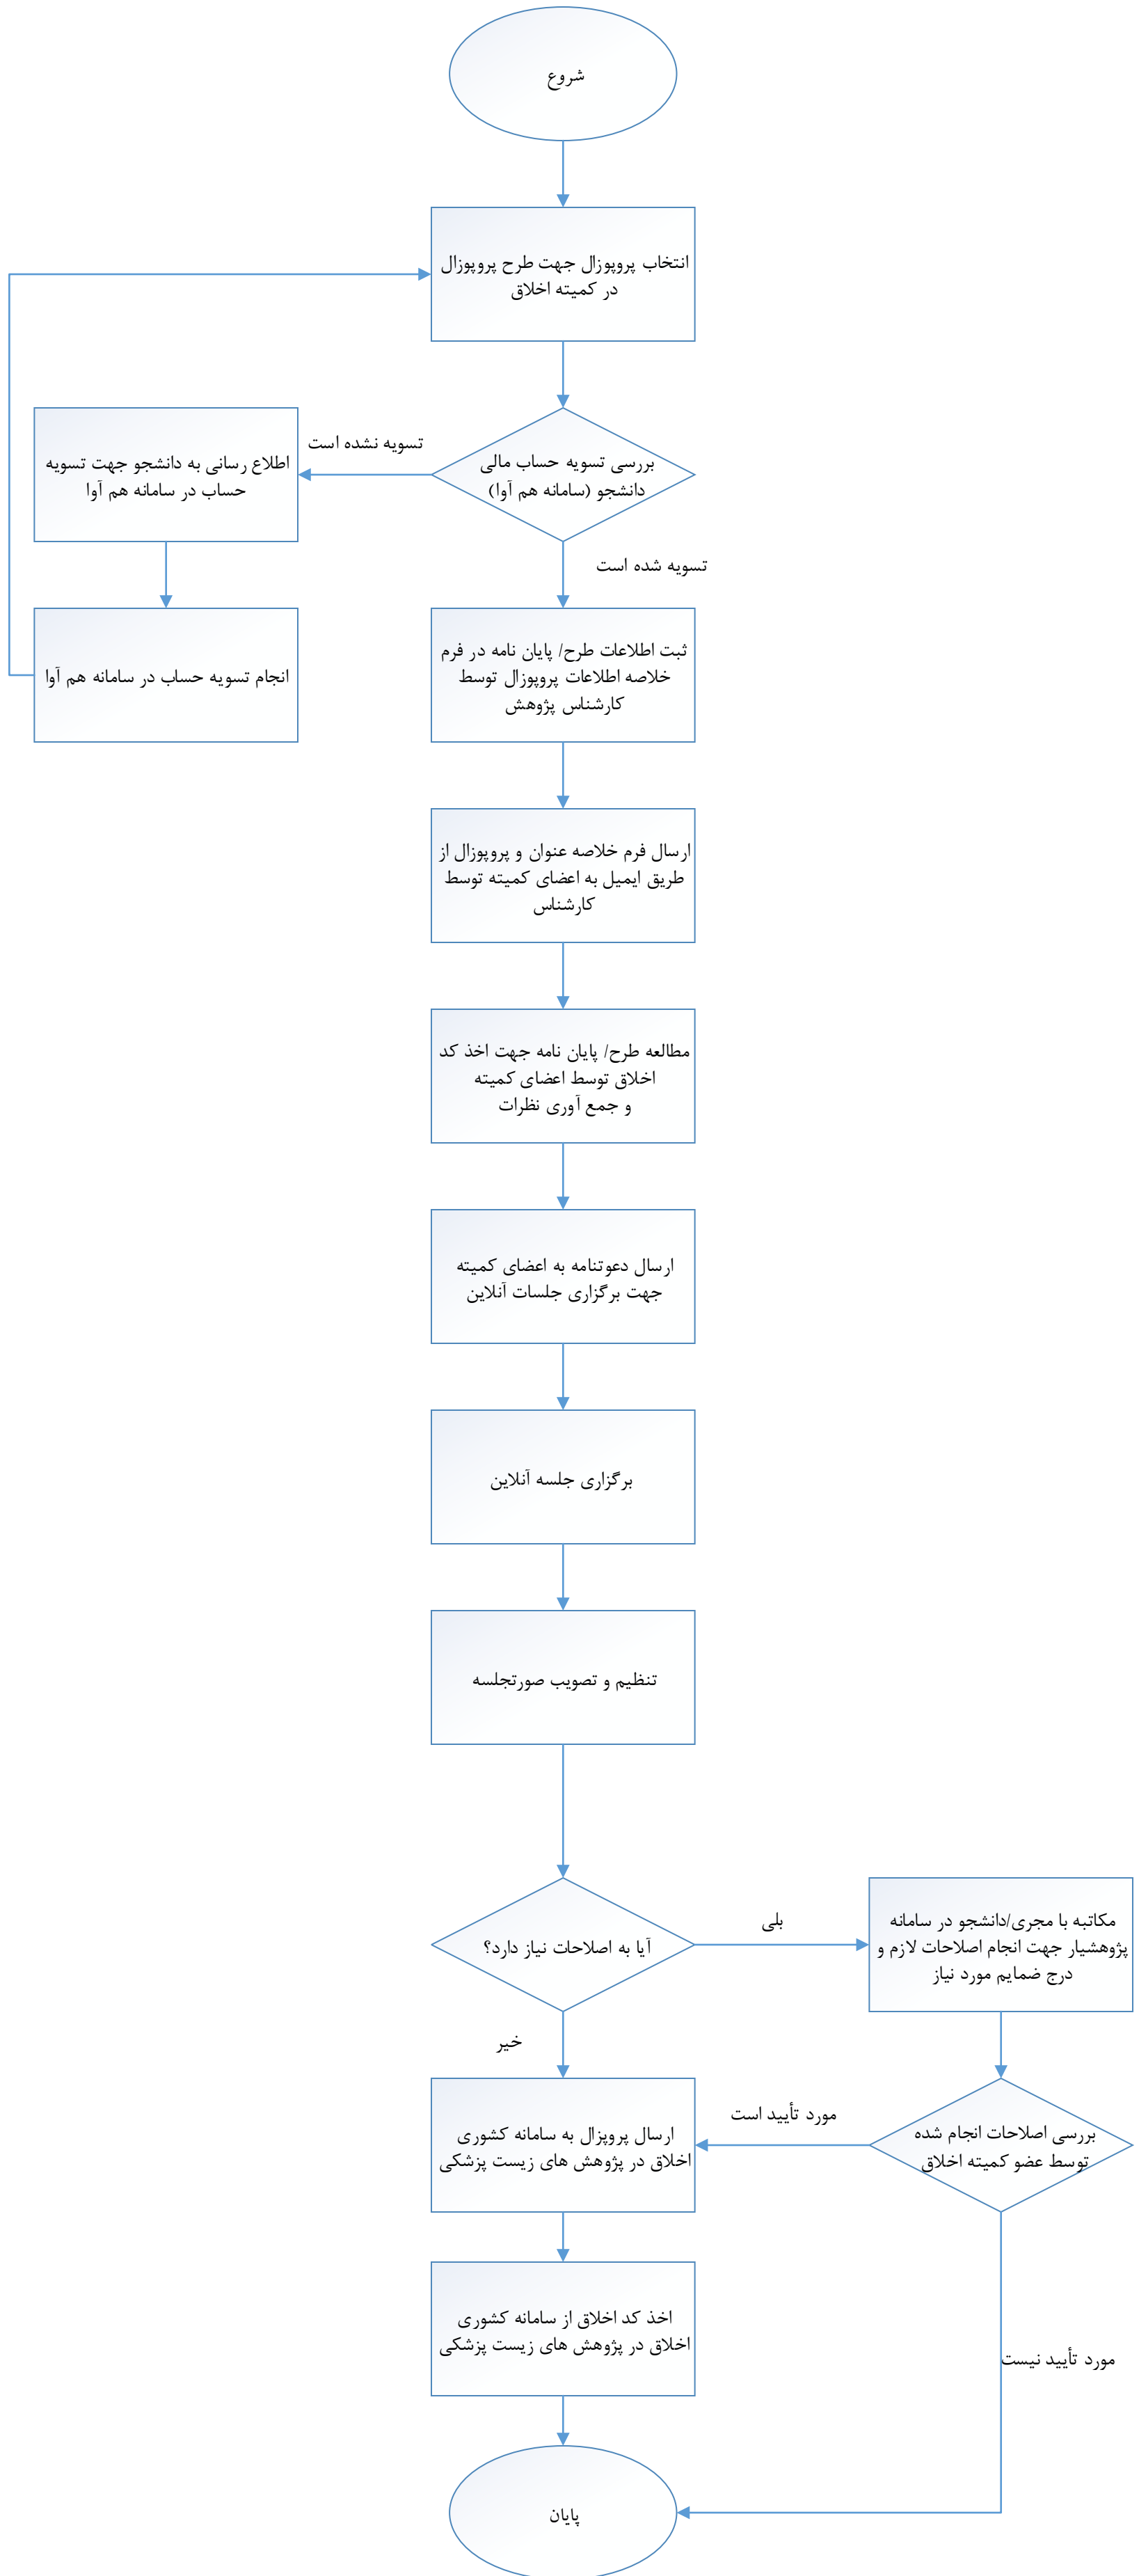 شروع
انتخاب پروپوزال جهت طرح پروپوزال
در کمیته اخلاق
بررسی تسویه حساب مالی
دانشجو (سامانه هم آوا)
تسویه نشده است
اطلاع رسانی به دانشجو جهت تسویه
حساب در سامانه هم آوا
انجام تسویه حساب در سامانه هم آوا
تسویه شده است
ثبت اطلاعات طرح/ پایان نامه در فرم
خلاصه اطلاعات پروپوزال توسط
کارشناس پژوهش
ارسال فرم خلاصه عنوان و پروپوزال از
طریق ایمیل به اعضای کمیته توسط
کارشناس
مطالعه طرح/ پایان نامه جهت اخذ کد
اخلاق توسط اعضای کمیته
و جمع آوری نظرات
ارسال دعوتنامه به اعضای کمیته
جهت برگزاری جلسات آنلاین
برگزاری جلسه آنلاین
تنظیم و تصویب صورتجلسه
آیا به اصلاحات نیاز دارد؟
بلی
مکاتبه با مجری/دانشجو در سامانه
پژوهشیار جهت انجام اصلاحات لازم و
درج ضمایم مورد نیاز
خیر
بررسی اصلاحات انجام شده
توسط عضو کمیته اخلاق
مورد تأیید است
ارسال پروپزال به سامانه کشوری
اخلاق در پژوهش های زیست پزشکی
اخذ کد اخلاق از سامانه کشوری
اخلاق در پژوهش های زیست پزشکی
مورد تأیید نیست
پایان